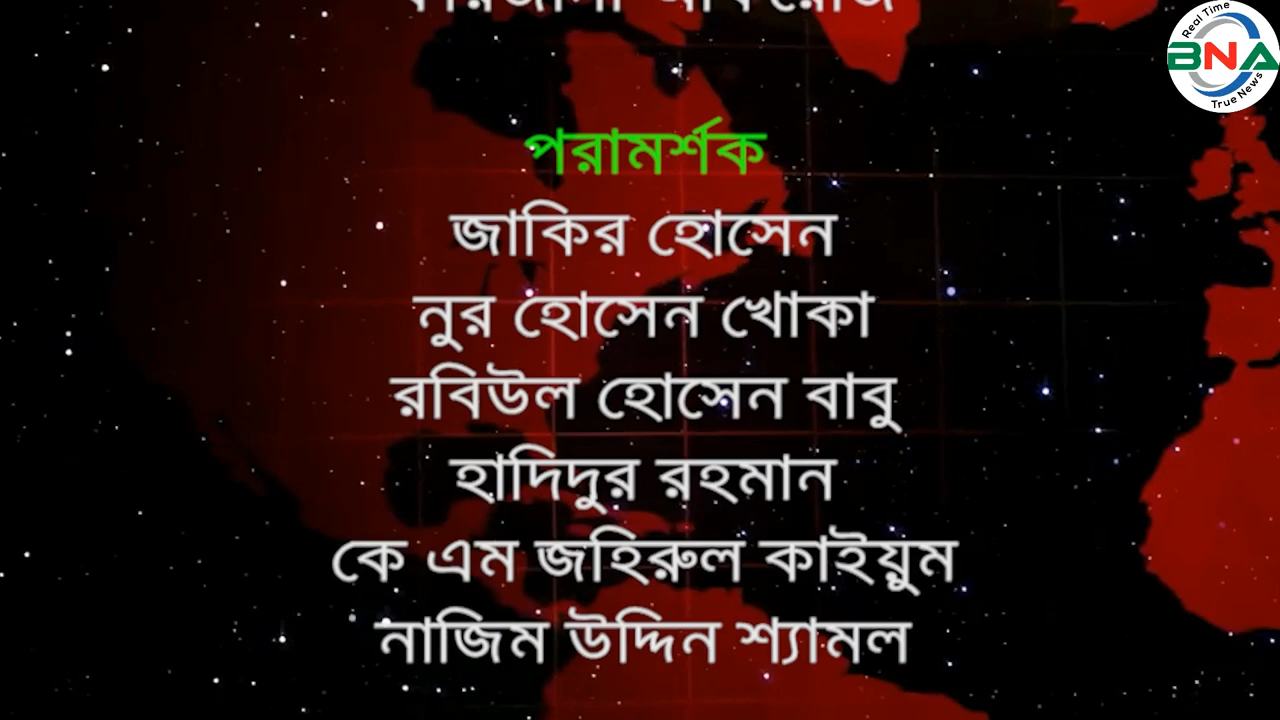 Real Time
BNA
True News
পরামর্শক
জাকির হোসেন
নুর হোসেন খোকা
রবিউল হোসেন বাবু
হাদিদুর রহমান
কে এম জহিরুল কাইয়ুম
নাজিম উদ্দিন শ্যামল